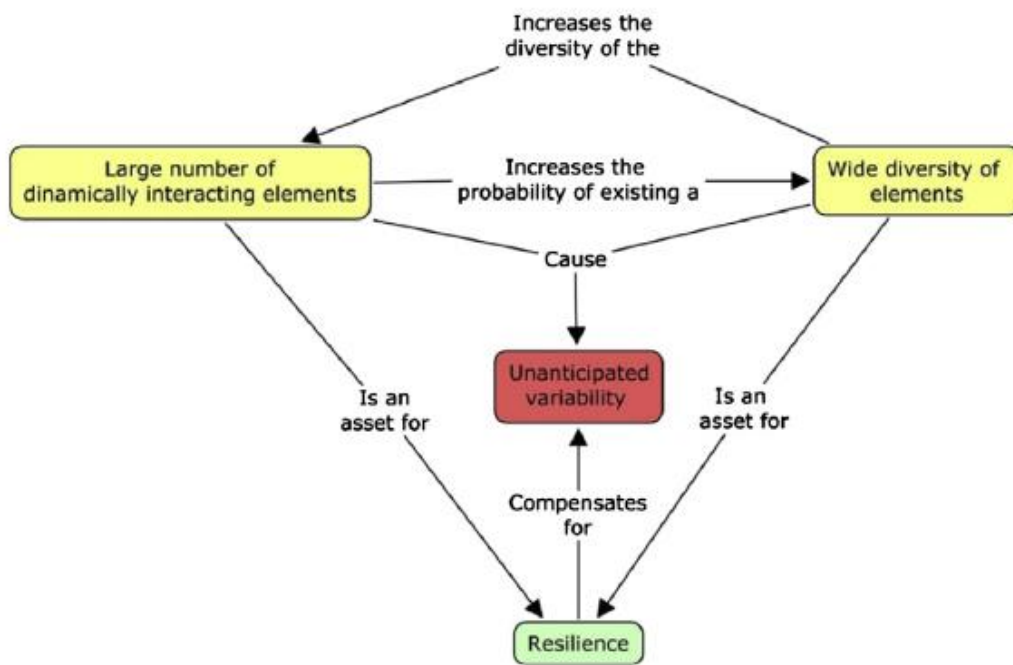 Increases the
diversity of the
Large number of
dinamically interacting elements
Increases the
probability of existing a
Wide diversity of
elements
Cause
Unanticipated
variability
Is an
asset for
Is an
asset for
Compensates
for
Resilience